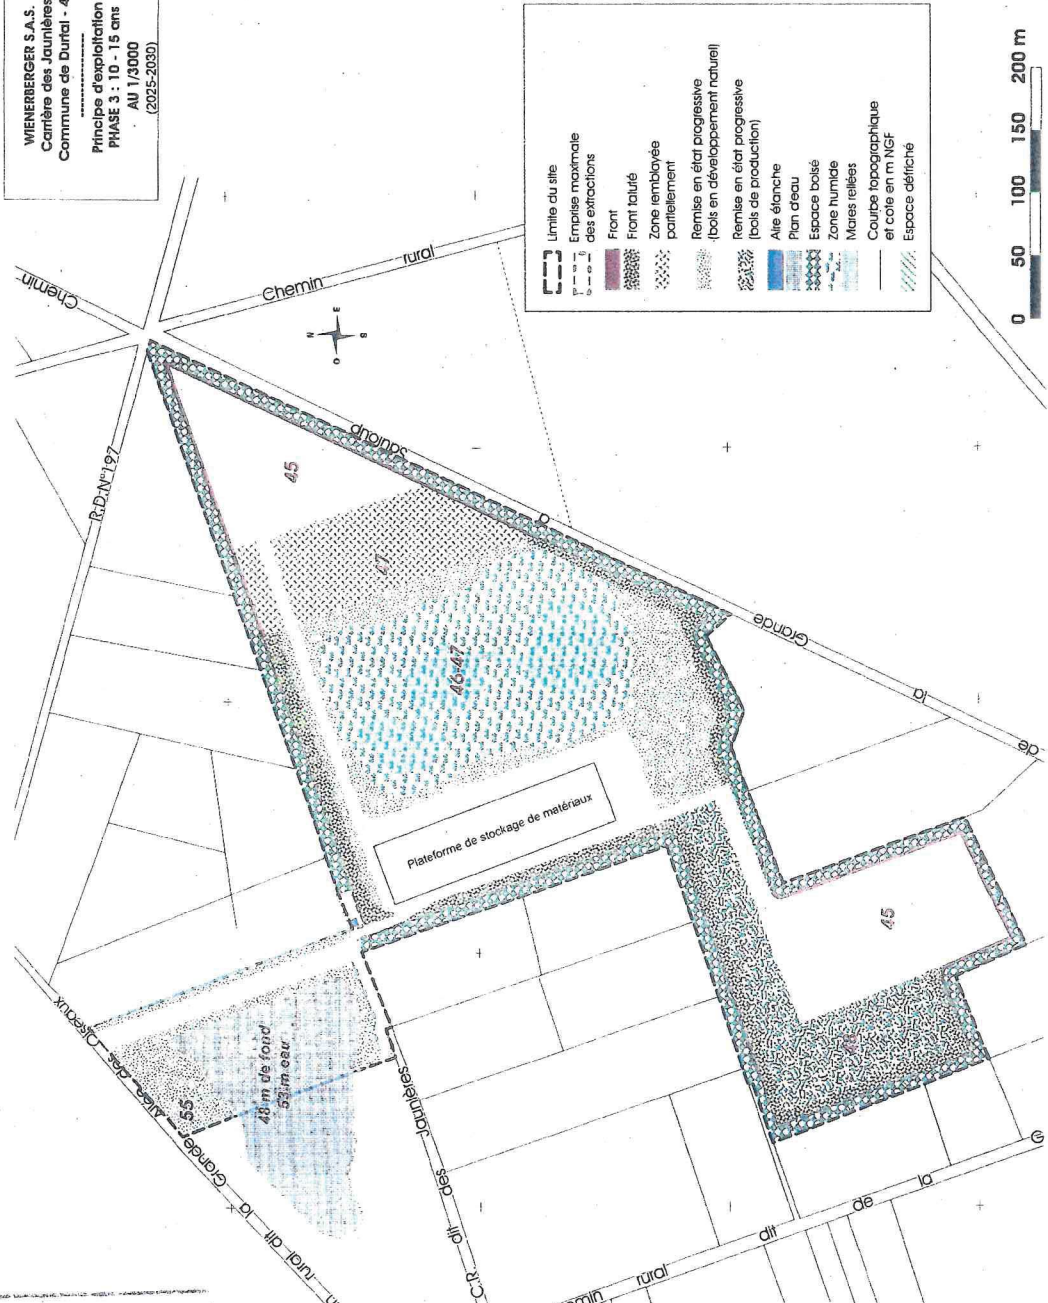 WIENERBERGER S.A.S.
Carrière des Jaunières
Commune de Durtal - 4
Principe d'exploitation
PHASE 3 : 10 - 15 ans
AU 1/3000
(2025-2030)
Limite du site
Emprise maximale
des extractions
Front
Front taluté
Zone remblayée
partiellement
Remise en état progressive
(bois en développement naturel)
Remise en état progressive
(bois de production)
Aire étanche
Plan d'eau
Espace boisé
Zone humide
Mares reliées
Courbe topographique
et cote en m NGF
Espace défriché
0 50 100 150 200 m
Chemin
Chemin rural
R.D.N°197
N
E
S
O
Sauloup
à
Grande
la
de
45
47
46-47
Plateforme de stockage de matériaux
45
48 m de fond
53 m eau
55
rural dit la Grande Allée des Oiseaux
C.R. dit des Jaunières
rural dit de la G